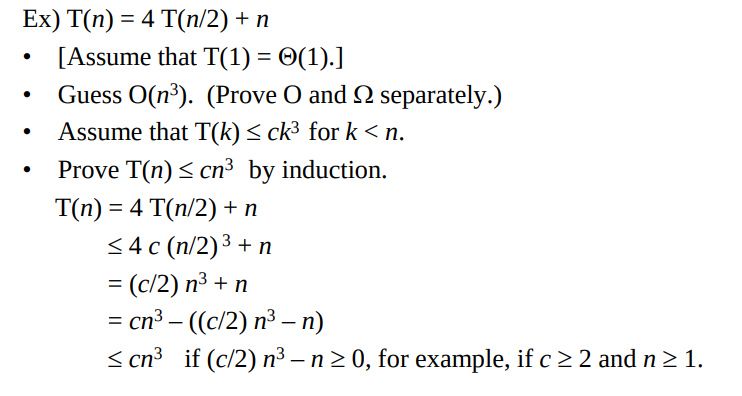 Ex) T(n) = 4 T(n/2) + n
• [Assume that T(1) = Θ(1).]
• Guess O(n³). (Prove O and Ω separately.)
• Assume that T(k) ≤ ck³ for k < n.
• Prove T(n) ≤ cn³ by induction.
T(n) = 4 T(n/2) + n
≤ 4 c (n/2) ³ + n
= (c/2) n³ + n
= cn³ – ((c/2) n³ – n)
≤ cn³ if (c/2) n³ – n ≥ 0, for example, if c ≥ 2 and n ≥ 1.